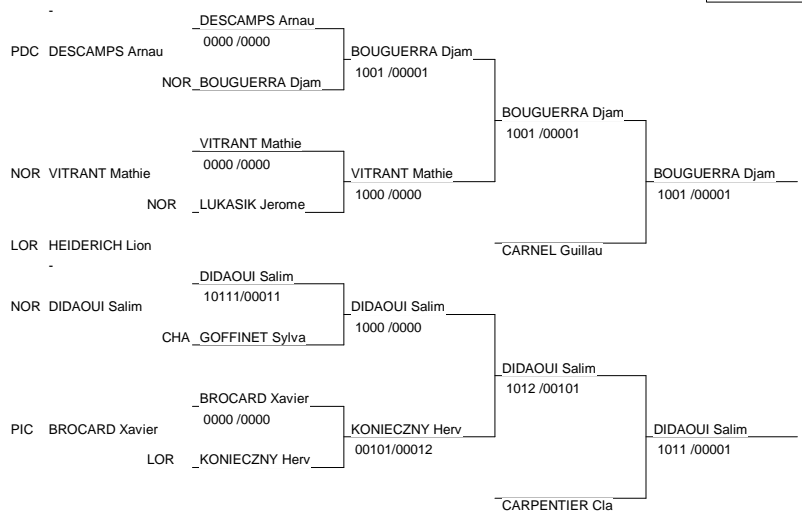 -
DESCAMPS Arnau
PDC DESCAMPS Arnau
0000 /0000
BOUGUERRA Djam
1001 /00001
NOR BOUGUERRA Djam
BOUGUERRA Djam
1001 /00001
VITRANT Mathie
0000 /0000
NOR VITRANT Mathie
VITRANT Mathie
1000 /0000
BOUGUERRA Djam
1001 /00001
NOR LUKASIK Jerome
LOR HEIDERICH Lion
CARNEL Guillau
-
DIDAOUI Salim
10111/00011
NOR DIDAOUI Salim
DIDAOUI Salim
1000 /0000
CHA GOFFINET Sylva
DIDAOUI Salim
1012 /00101
BROCARD Xavier
0000 /0000
PIC BROCARD Xavier
KONIECZNY Herv
00101/00012
DIDAOUI Salim
1011 /00001
LOR KONIECZNY Herv
CARPENTIER Cla